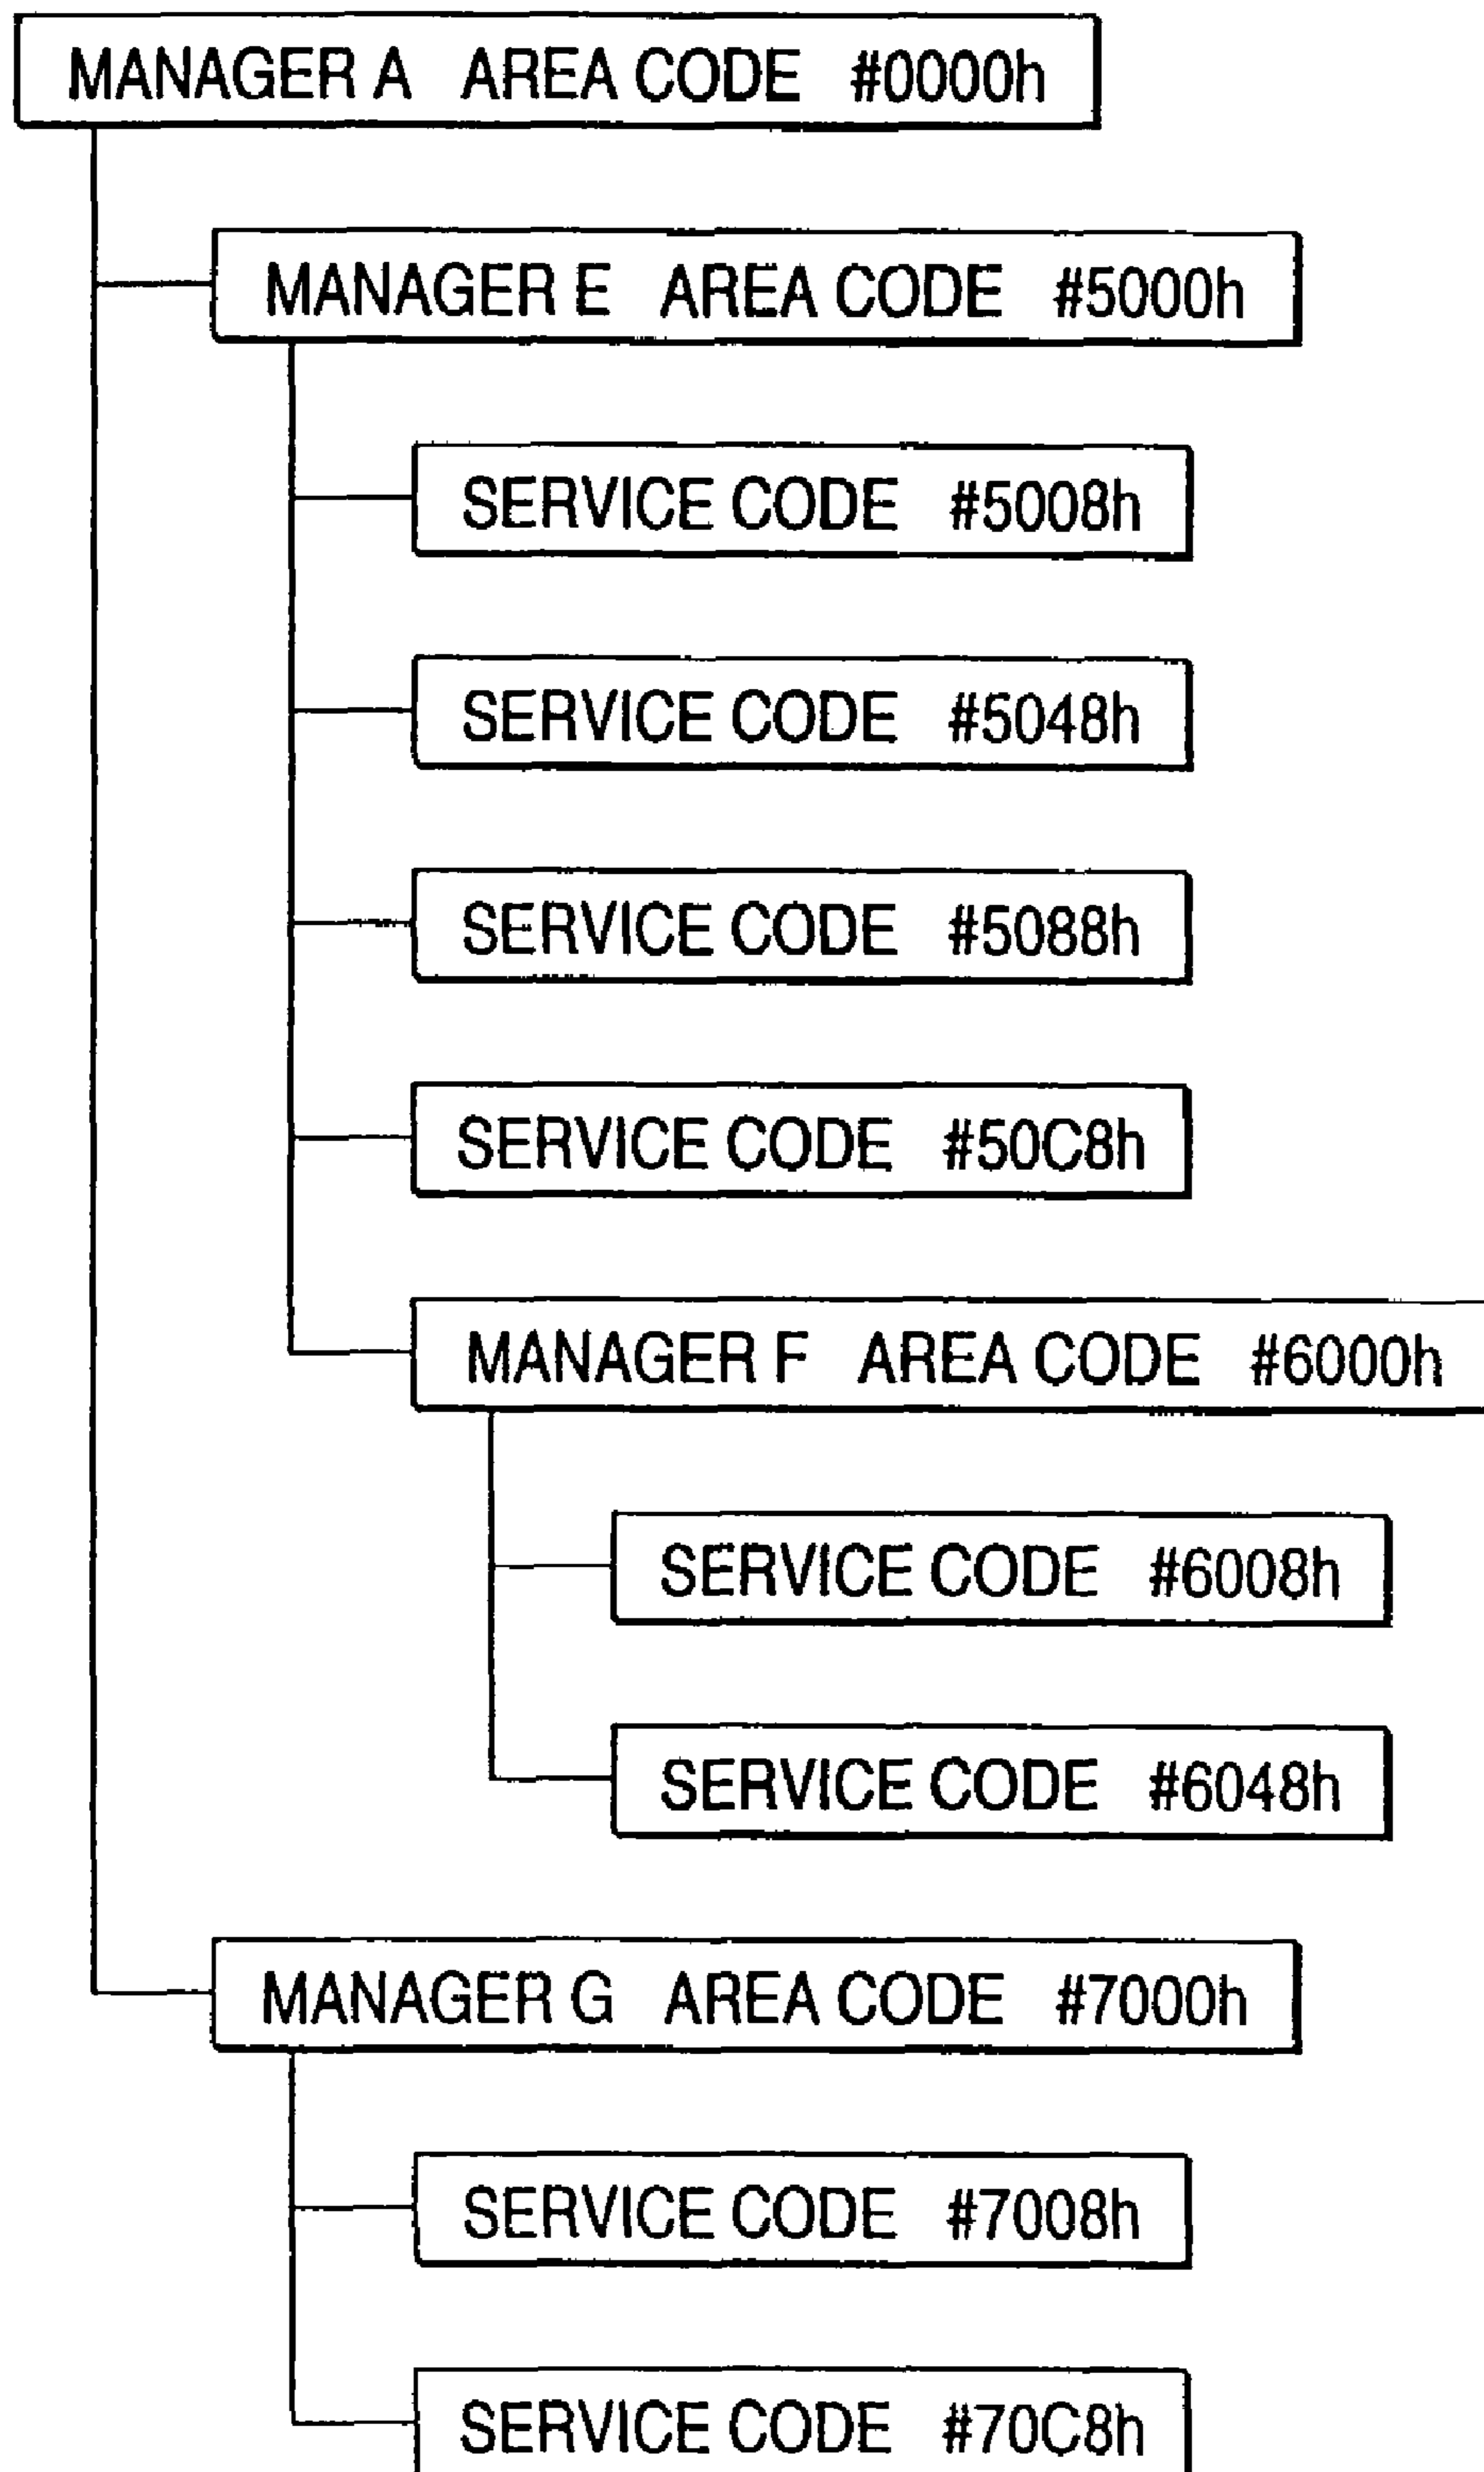 MANAGER A AREA CODE #0000h
MANAGER E AREA CODE #5000h
SERVICE CODE #5008h
SERVICE CODE #5048h
SERVICE CODE #5088h
SERVICE CODE #50C8h
MANAGER F AREA CODE #6000h
SERVICE CODE #6008h
SERVICE CODE #6048h
MANAGER G AREA CODE #7000h
SERVICE CODE #7008h
SERVICE CODE #70C8h